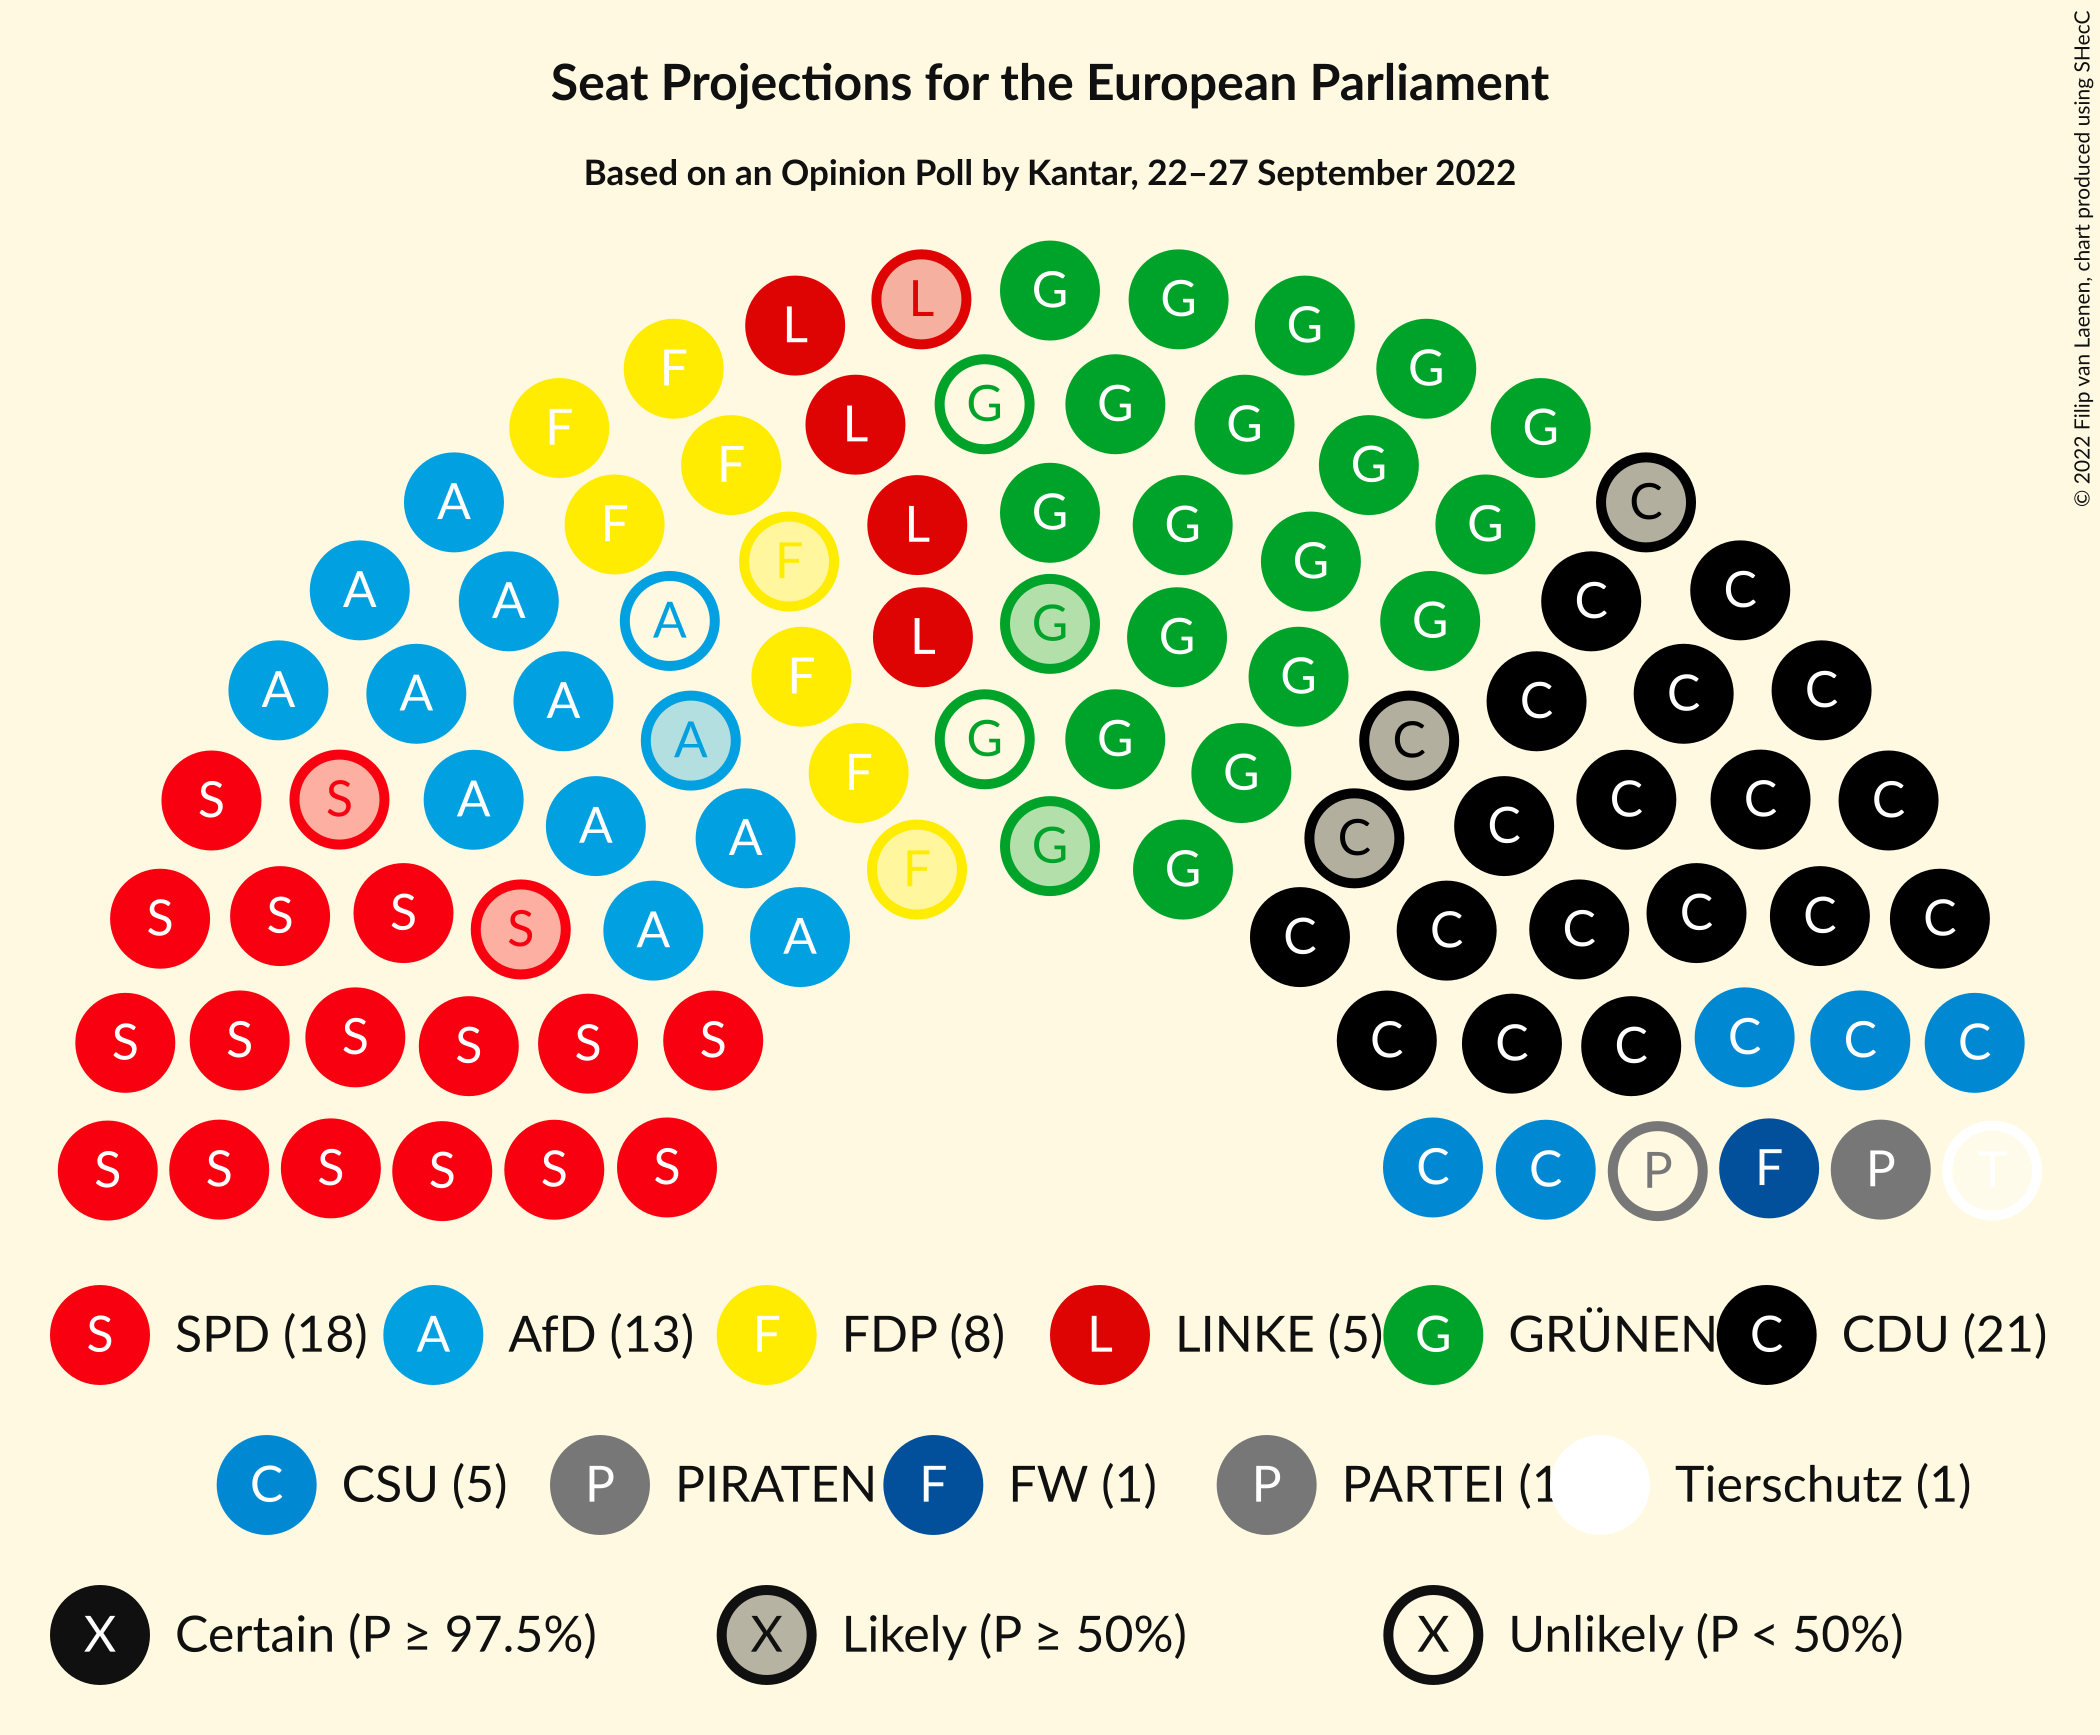 © 2022 Filip van Laenen, chart produced using SHecC
Seat Projections for the European Parliament
Based on an Opinion Poll by Kantar, 22–27 September 2022
L G G
L G
F G
G G
F L G G
F G
A G C
F L G G
F G
A A C C
A G G
L G
F G
A A A C C C
A G G C
F G
S S A C C C
A A C C
G
F G
S S S C C C
S A A C C C
S S S S S S C C C C C C
S S S S S S C C P F P T
S SPD (18) A AfD (13) F FDP (8) L LINKE (5) G GRÜNEN C CDU (21)
C CSU (5) P PIRATEN F FW (1) P PARTEI (1 Tierschutz (1)
X Certain (P ≥ 97.5%) X Likely (P ≥ 50%) X Unlikely (P < 50%)